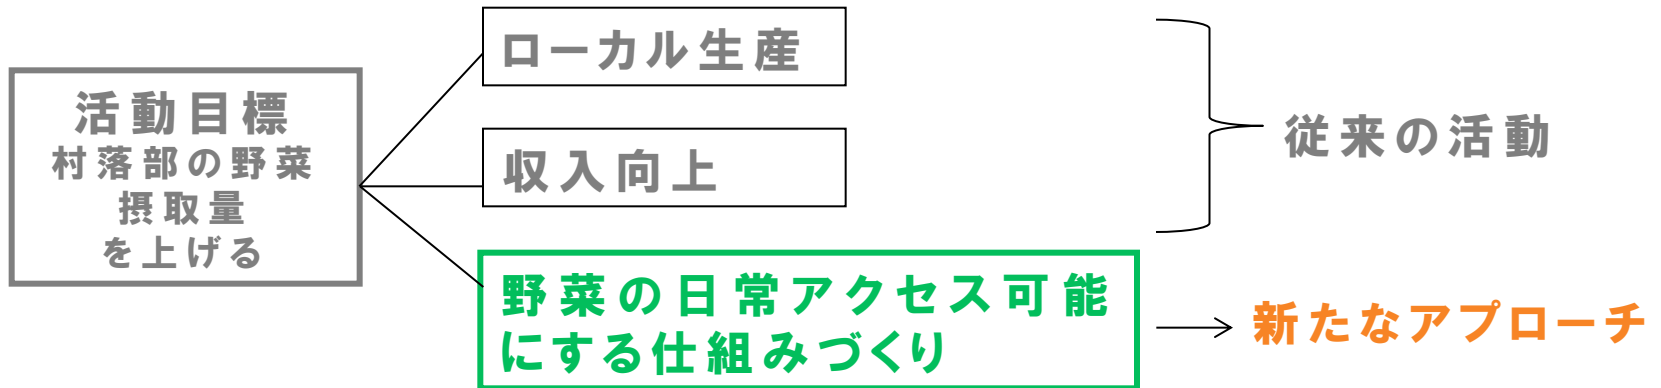 活動目標
村落部の野菜
摂取量
を上げる
ローカル生産
収入向上
野菜の日常アクセス可能
にする仕組みづくり
従来の活動
新たなアプローチ